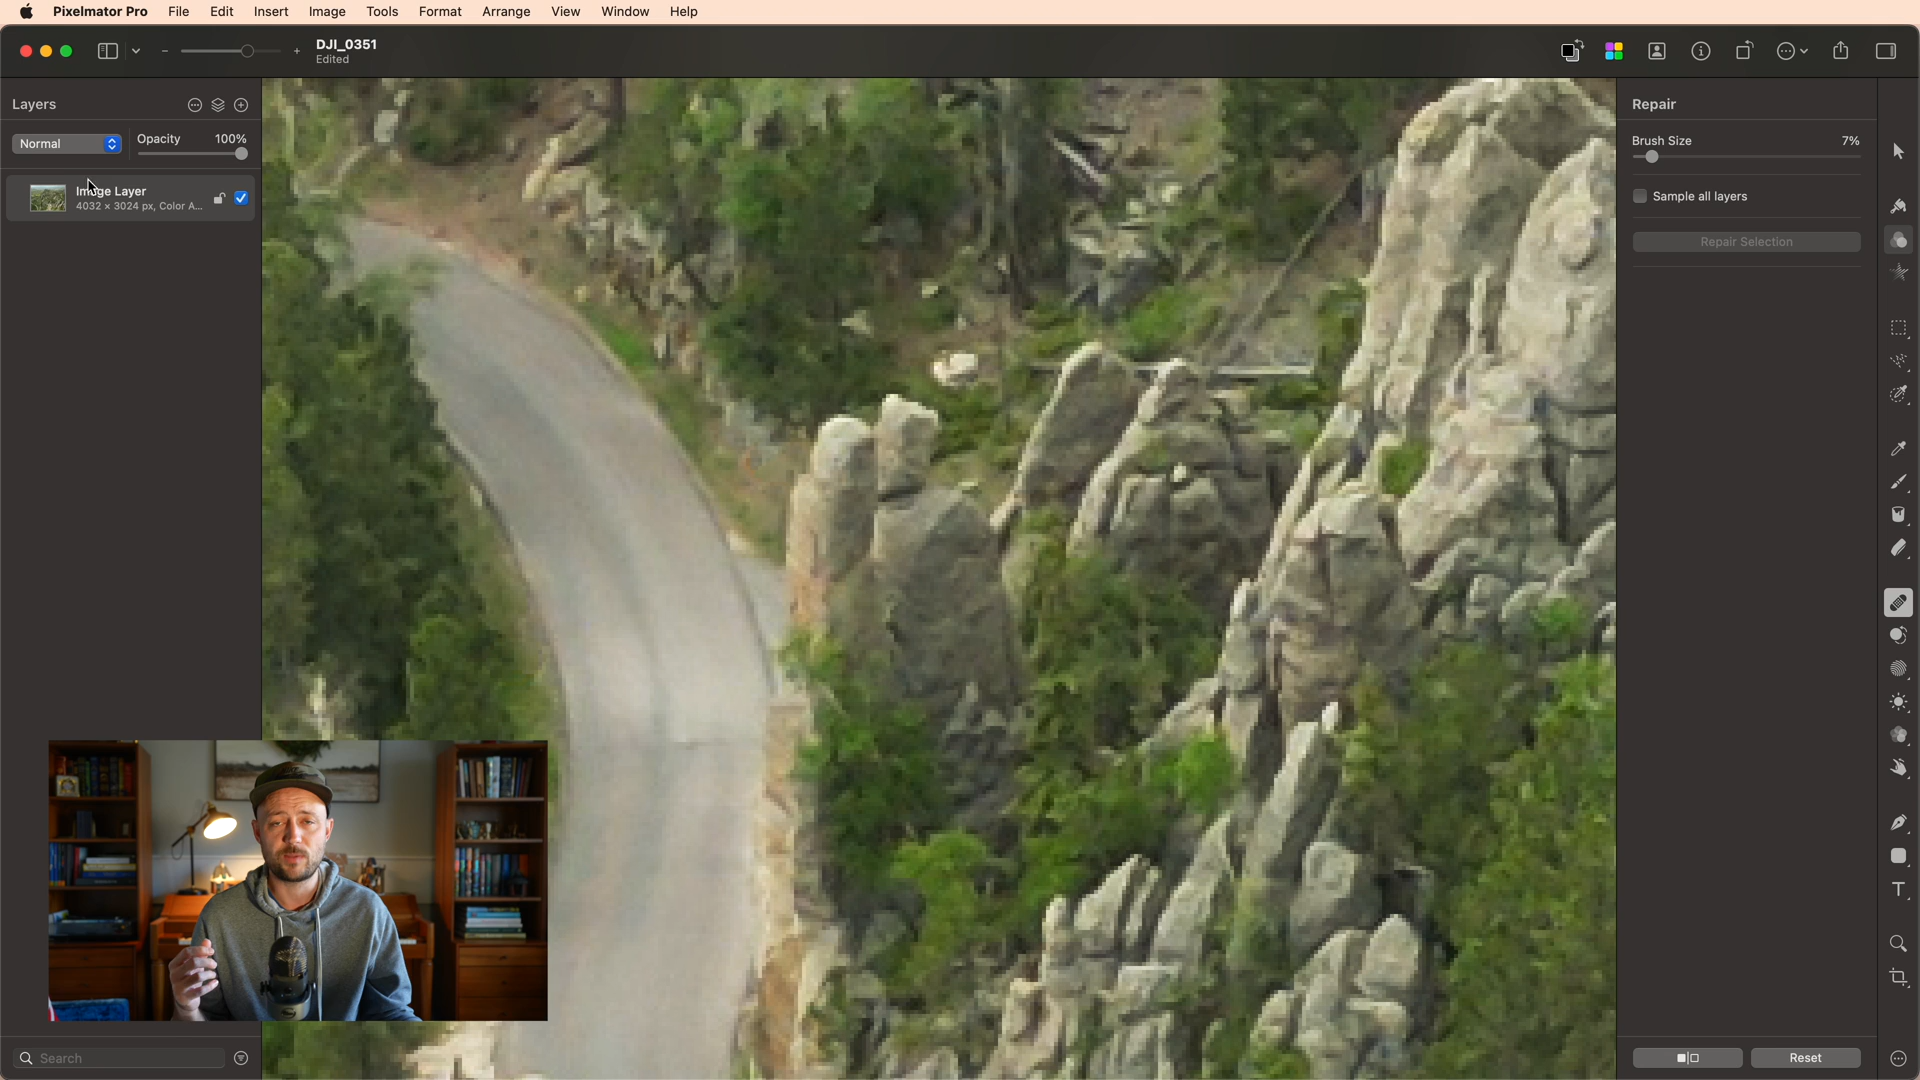 Pixelmator Pro File Edit Insert Image Tools Format Arrange View Window Help
DJI_0351
Edited
Layers
Normal
Opacity 100%
Image Layer
4032 × 3024 px, Color A...
Search
Repair
Brush Size 7%
Sample all layers
Repair Selection
T
Reset